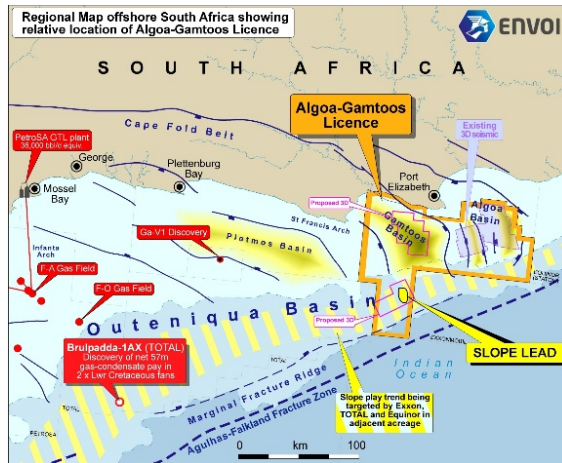 Regional Map offshore South Africa showing
relative location of Algoa-Gamtoos Licence
ENVOI
SOUTH AFRICA
Algoa-Gamtoos
Licence
Existing
3D seismic
Cape Fold Belt
PetroSA GTL plant
36,000 bbl/d equiv.
George
Mossel
Bay
Plettenburg
Bay
Port
Elizabeth
Algoa
Basin
Proposed 3D
Gamtoos
Basin
St Francis Arch
Ga V1 Discovery
Plotmos Basin
Infanta
Arch
F-A Gas Field
F-O Gas Field
Outeniqua Basin
Proposed 3D
SLOPE LEAD
Brulpadda-1AX (TOTAL)
Discovery of net 57m
gas-condensate pay in
2 x Lwr Cretaceous fans
Indian
Ocean
TOTAL
EXXONMOBIL
Marginal Fracture Ridge
Slope play trend being
targeted by Exxon,
TOTAL and Equinor in
adjacent acreage
TOTAL
PETROSA
Agulhas-Falkland Fracture Zone
0 km 100